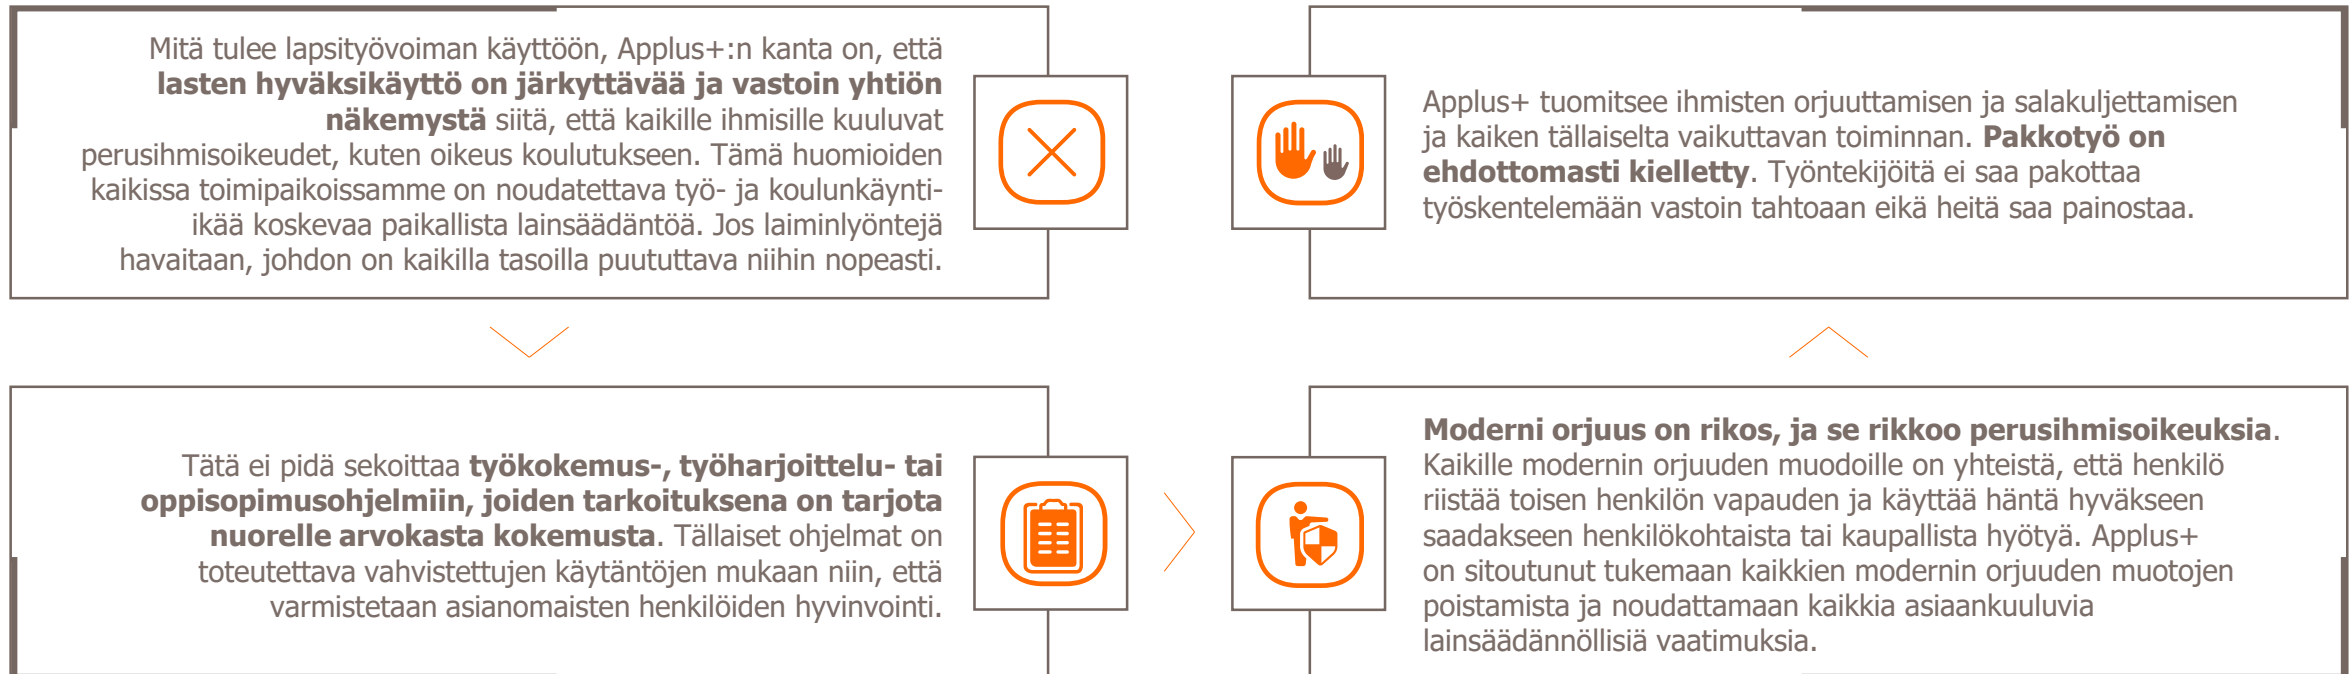 Mitä tulee lapsityövoiman käyttöön, Applus+:n kanta on, että
lasten hyväksikäyttö on järkyttävää ja vastoin yhtiön
näkemystä siitä, että kaikille ihmisille kuuluvat
perusihmisoikeudet, kuten oikeus koulutukseen. Tämä huomioiden
kaikissa toimipaikoissamme on noudatettava työ- ja koulunkäynti-
ikää koskevaa paikallista lainsäädäntöä. Jos laiminlyöntejä
havaitaan, johdon on kaikilla tasoilla puututtava niihin nopeasti.
Tätä ei pidä sekoittaa työkokemus-, työharjoittelu- tai
oppisopimusohjelmiin, joiden tarkoituksena on tarjota
nuorelle arvokasta kokemusta. Tällaiset ohjelmat on
toteutettava vahvistettujen käytäntöjen mukaan niin, että
varmistetaan asianomaisten henkilöiden hyvinvointi.
Moderni orjuus on rikos, ja se rikkoo perusihmisoikeuksia.
Kaikille modernin orjuuden muodoille on yhteistä, että henkilö
riistää toisen henkilön vapauden ja käyttää häntä hyväkseen
saadakseen henkilökohtaista tai kaupallista hyötyä. Applus+
on sitoutunut tukemaan kaikkien modernin orjuuden muotojen
poistamista ja noudattamaan kaikkia asiaankuuluvia
lainsäädännöllisiä vaatimuksia.
Applus+ tuomitsee ihmisten orjuuttamisen ja salakuljettamisen
ja kaiken tällaiselta vaikuttavan toiminnan. Pakkotyö on
ehdottomasti kielletty. Työntekijöitä ei saa pakottaa
työskentelemään vastoin tahtoaan eikä heitä saa painostaa.